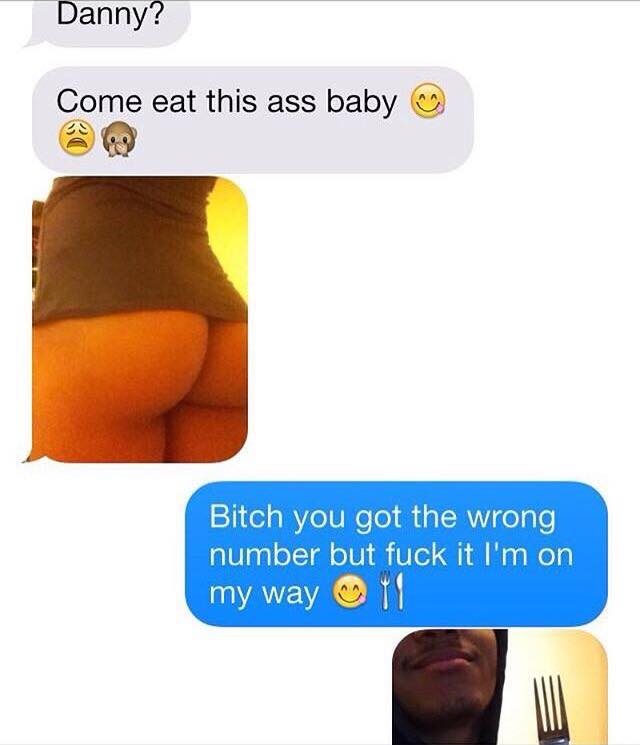 Danny?
Come eat this ass baby 😋
😩🙊
Bitch you got the wrong
number but fuck it I'm on
my way 😋🍴